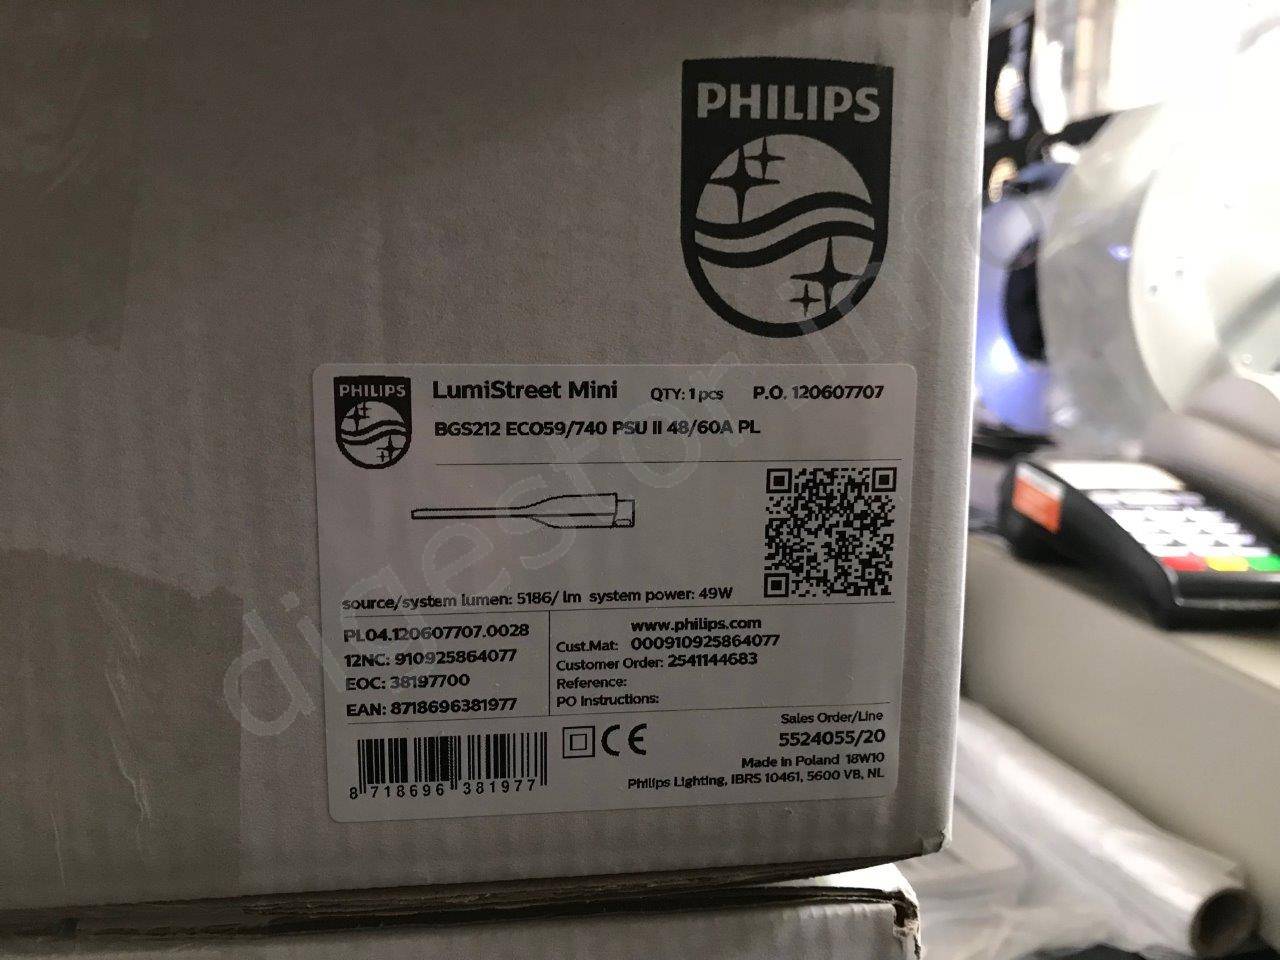 PHILIPS
PHILIPS
LumiStreet Mini QTY: 1 pcs P.O. 120607707
BGS212 ECO59/740 PSU II 48/60A PL
source/system lumen: 5186/ lm system power: 49W
PL04.120607707.0028
12NC: 910925864077
EOC: 38197700
EAN: 8718696381977
www.philips.com
Cust.Mat: 000910925864077
Customer Order: 2541144683
Reference:
PO Instructions:
CE
Sales Order/Line
5524055/20
Made in Poland 18W10
Philips Lighting, IBRS 10461, 5600 VB, NL
8 718696 381977